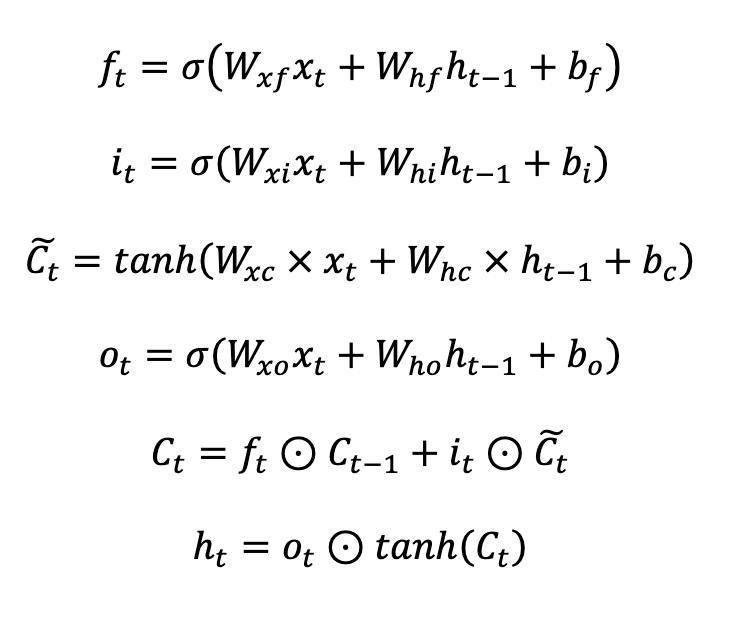 f_t = σ(W_{xf}x_t + W_{hf}h_{t−1} + b_f)
i_t = σ(W_{xi}x_t + W_{hi}h_{t−1} + b_i)
C̃_t = tanh(W_{xc} × x_t + W_{hc} × h_{t−1} + b_c)
o_t = σ(W_{xo}x_t + W_{ho}h_{t−1} + b_o)
C_t = f_t ⊙ C_{t−1} + i_t ⊙ C̃_t
h_t = o_t ⊙ tanh(C_t)